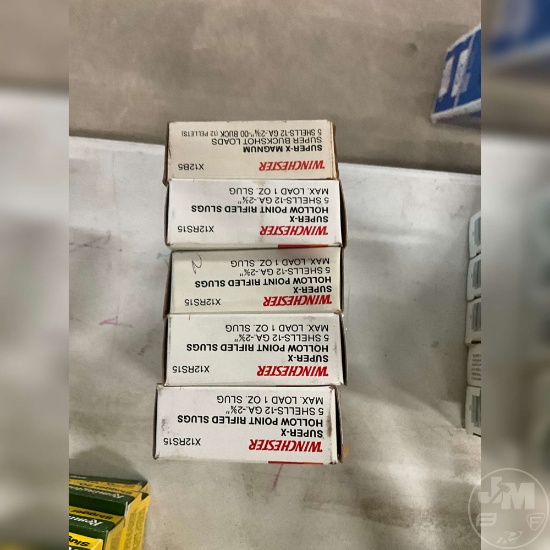 X12B5
WINCHESTER
SUPER-X MAGNUM
SUPER BUCKSHOT LOADS
5 SHELLS-12 GA.-2¾"-00 BUCK (12 PELLETS)
X12RS15
WINCHESTER
SUPER-X
HOLLOW POINT RIFLED SLUGS
5 SHELLS-12 GA.-2¾"
MAX. LOAD 1 OZ. SLUG
X12RS15
WINCHESTER
SUPER-X
HOLLOW POINT RIFLED SLUGS
5 SHELLS-12 GA.-2¾"
MAX. LOAD 1 OZ. SLUG
2
X12RS15
WINCHESTER
SUPER-X
HOLLOW POINT RIFLED SLUGS
5 SHELLS-12 GA.-2¾"
MAX. LOAD 1 OZ. SLUG
X12RS15
WINCHESTER
SUPER-X
HOLLOW POINT RIFLED SLUGS
5 SHELLS-12 GA.-2¾"
MAX. LOAD 1 OZ. SLUG
Remington
Slugger
JM